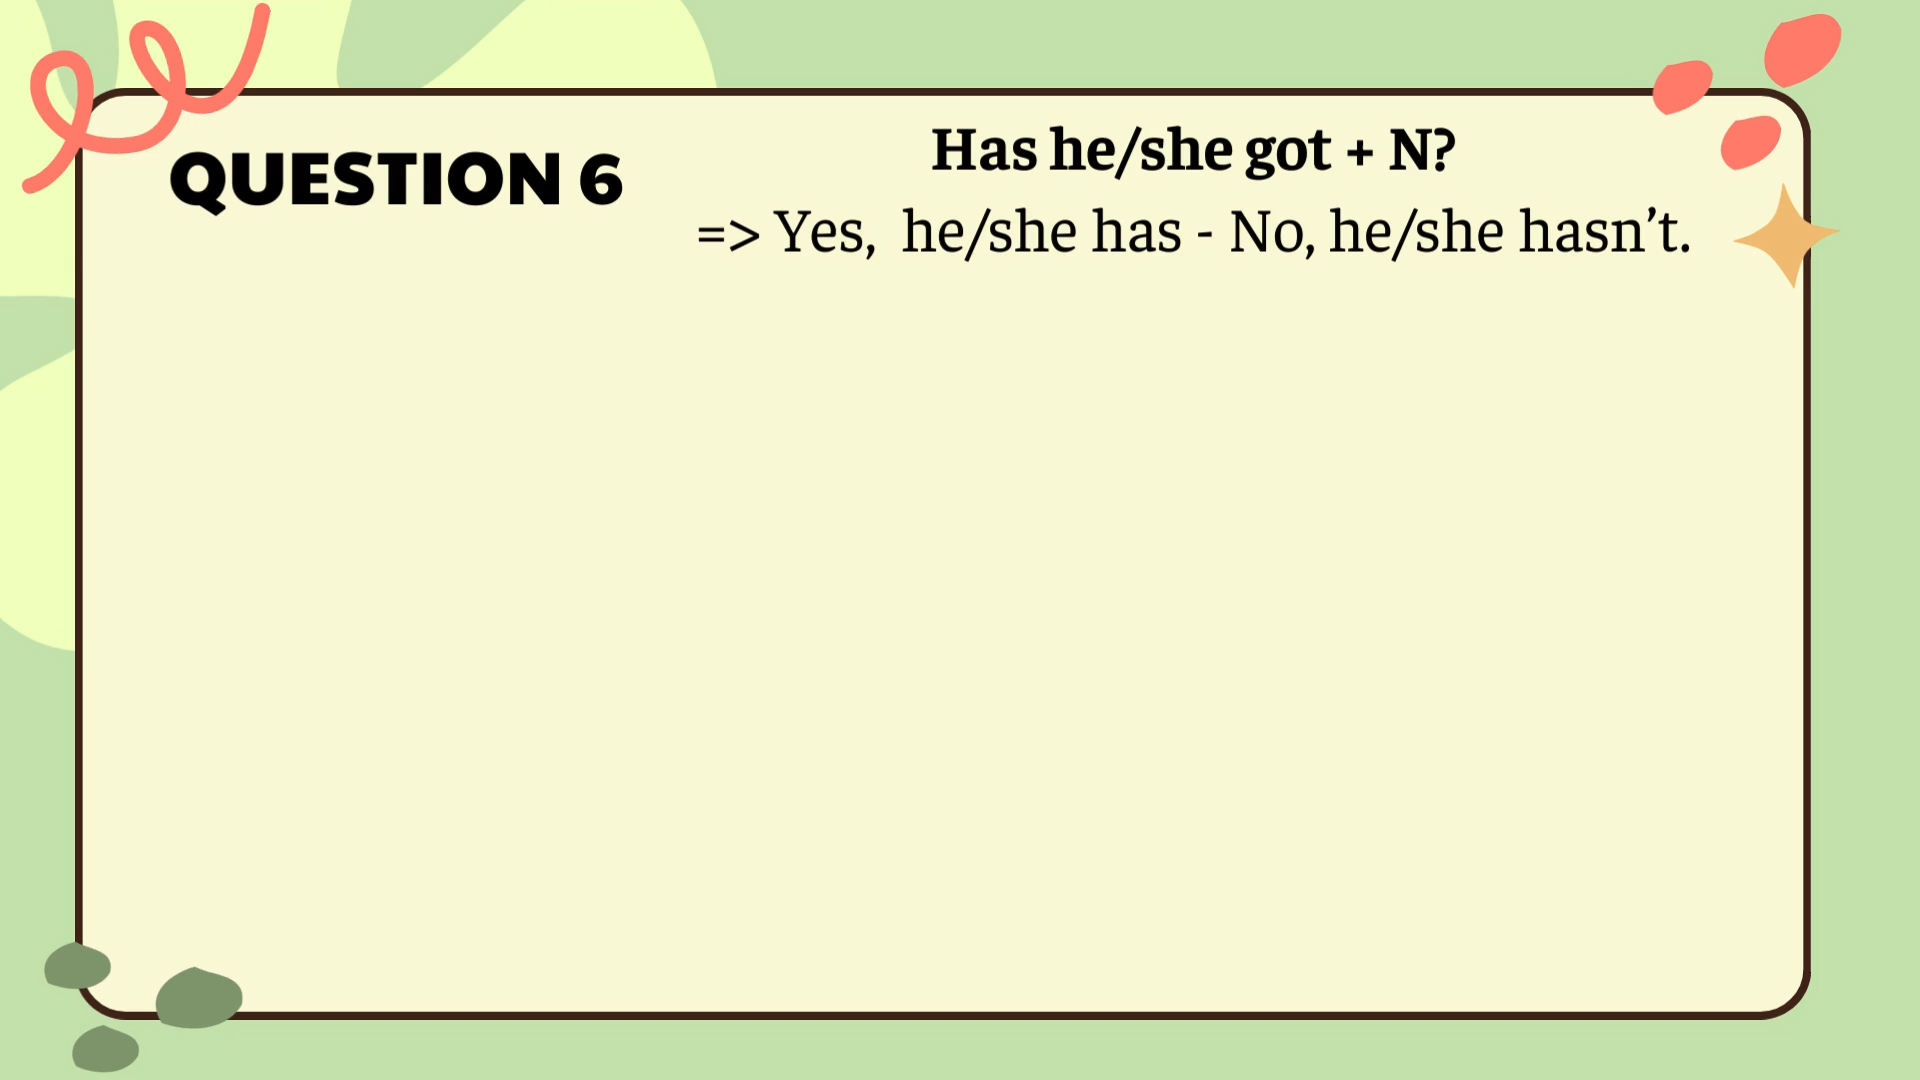 QUESTION 6
Has he/she got + N?
=> Yes,  he/she has - No, he/she hasn’t.